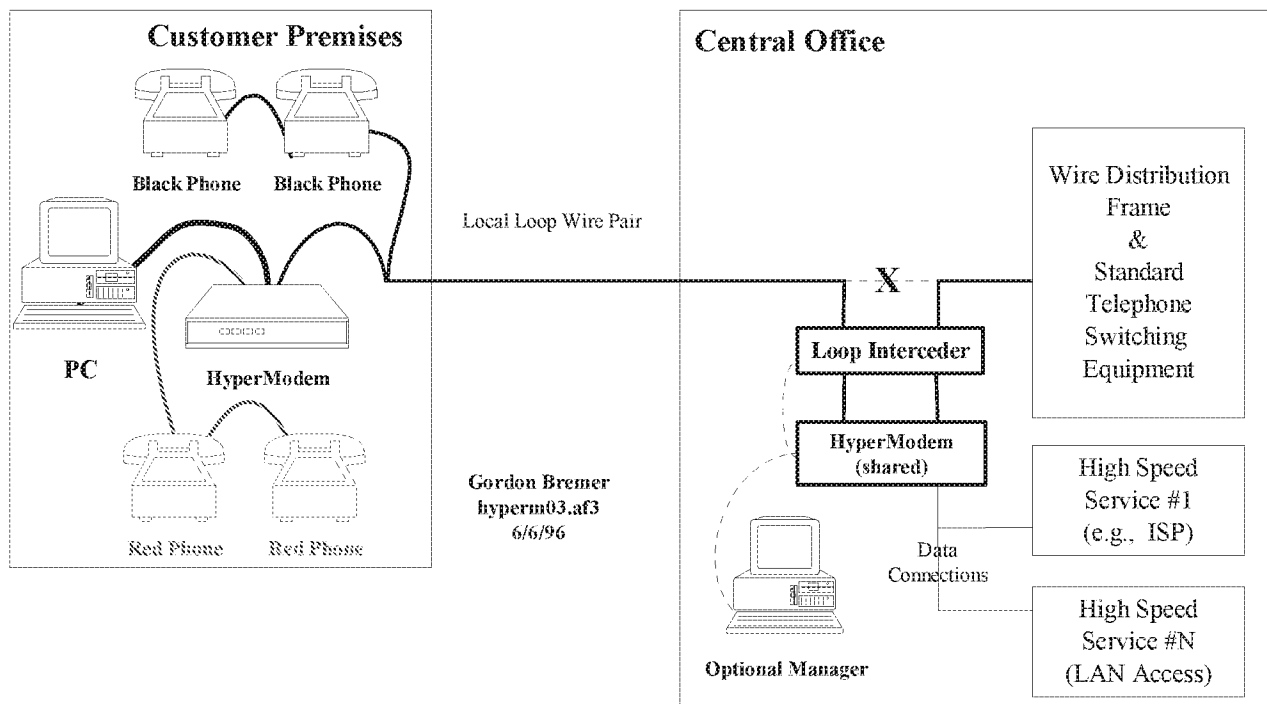 Customer Premises
Black Phone
Black Phone
PC
HyperModem
Red Phone
Red Phone
Local Loop Wire Pair
Gordon Bremer
hyperm03.af3
6/6/96
Central Office
X
Loop Interceder
HyperModem
(shared)
Data
Connections
Optional Manager
Wire Distribution
Frame
&
Standard
Telephone
Switching
Equipment
High Speed
Service #1
(e.g., ISP)
High Speed
Service #N
(LAN Access)